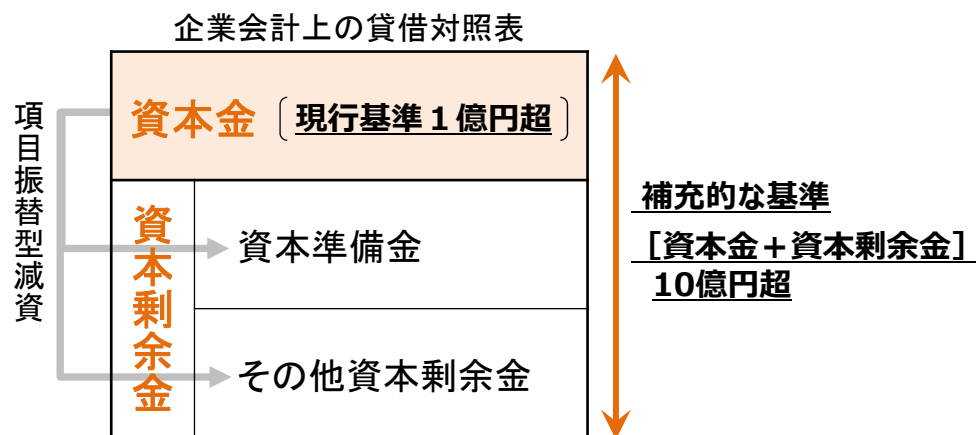 企業会計上の貸借対照表
項目振替型減資
資本金〔現行基準１億円超〕
資本剰余金
資本準備金
その他資本剰余金
補充的な基準
［資本金＋資本剰余金］
10億円超